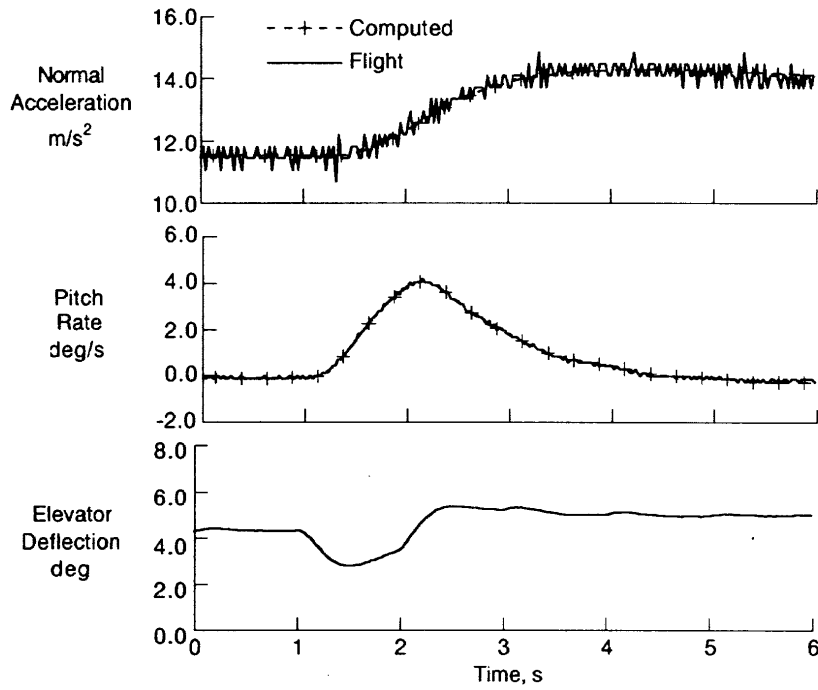 16.0
Computed
Flight
Normal
Acceleration
m/s²
14.0
12.0
10.0
6.0
4.0
Pitch
Rate
deg/s
2.0
0.0
-2.0
8.0
6.0
Elevator
Deflection
deg
4.0
2.0
0.0
0 1 2 3 4 5 6
Time, s